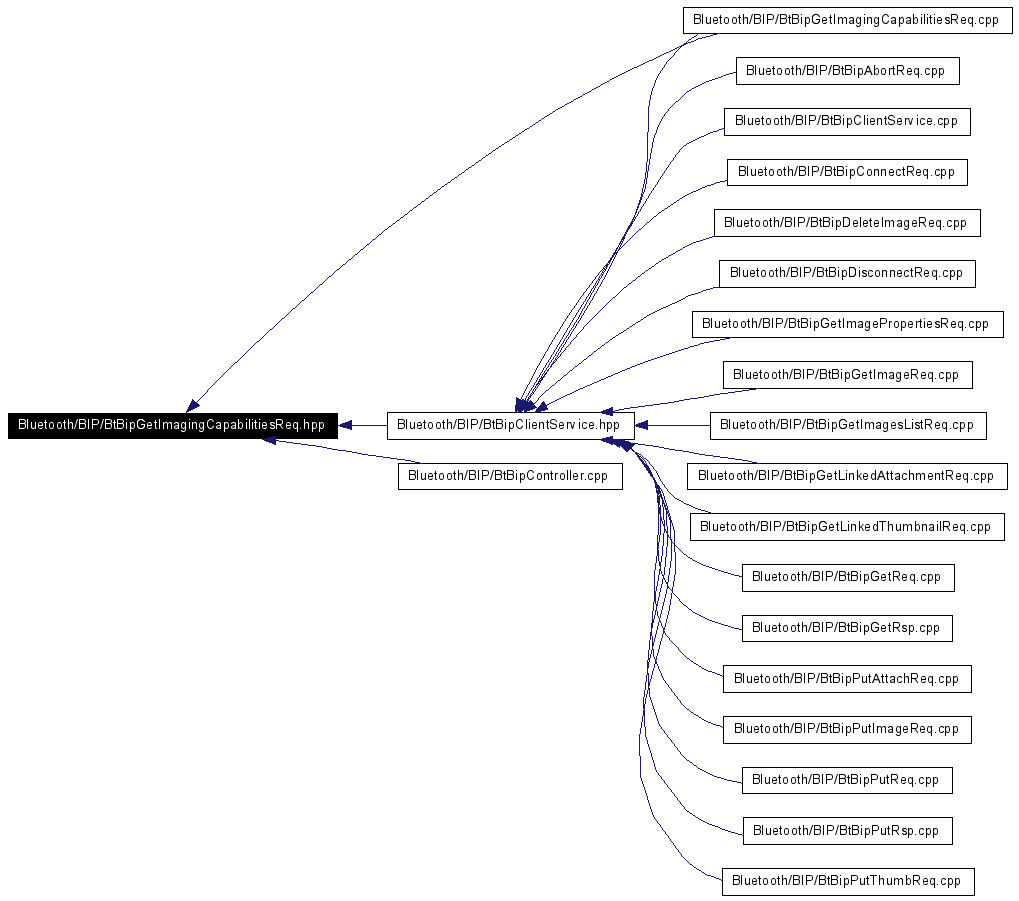 Bluetooth/BIP/BtBipGetImagingCapabilitiesReq.cpp
Bluetooth/BIP/BtBipAbortReq.cpp
Bluetooth/BIP/BtBipClientService.cpp
Bluetooth/BIP/BtBipConnectReq.cpp
Bluetooth/BIP/BtBipDeleteImageReq.cpp
Bluetooth/BIP/BtBipDisconnectReq.cpp
Bluetooth/BIP/BtBipGetImagePropertiesReq.cpp
Bluetooth/BIP/BtBipGetImageReq.cpp
Bluetooth/BIP/BtBipGetImagingCapabilitiesReq.hpp
Bluetooth/BIP/BtBipClientService.hpp
Bluetooth/BIP/BtBipGetImagesListReq.cpp
Bluetooth/BIP/BtBipController.cpp
Bluetooth/BIP/BtBipGetLinkedAttachmentReq.cpp
Bluetooth/BIP/BtBipGetLinkedThumbnailReq.cpp
Bluetooth/BIP/BtBipGetReq.cpp
Bluetooth/BIP/BtBipGetRsp.cpp
Bluetooth/BIP/BtBipPutAttachReq.cpp
Bluetooth/BIP/BtBipPutImageReq.cpp
Bluetooth/BIP/BtBipPutReq.cpp
Bluetooth/BIP/BtBipPutRsp.cpp
Bluetooth/BIP/BtBipPutThumbReq.cpp